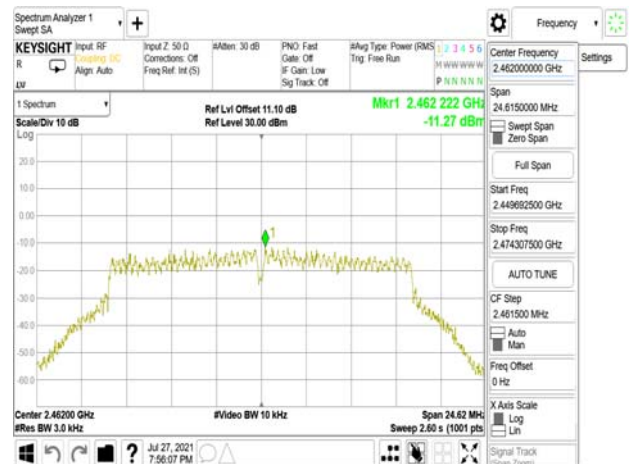 Spectrum Analyzer 1
Swept SA
Frequency
KEYSIGHT
R
Input: RF
Coupling: DC
Align: Auto
Input Z: 50 Ω
Corrections: Off
Freq Ref: Int (S)
#Atten: 30 dB
PNO: Fast
Gate: Off
IF Gain: Low
Sig Track: Off
#Avg Type: Power (RMS
Trig: Free Run
1 2 3 4 5 6
M W W W W W
P N N N N N
1 Spectrum
Scale/Div 10 dB
Log
Ref Lvl Offset 11.10 dB
Ref Level 30.00 dBm
Mkr1 2.462 222 GHz
-11.27 dBm
20.0
10.0
0.00
-10.0
-20.0
-30.0
-40.0
-50.0
-60.0
1
Center 2.46200 GHz
#Res BW 3.0 kHz
#Video BW 10 kHz
Span 24.62 MHz
Sweep 2.60 s (1001 pts
Jul 27, 2021
7:56:07 PM
Center Frequency
2.462000000 GHz
Settings
Span
24.6150000 MHz
Swept Span
Zero Span
Full Span
Start Freq
2.449692500 GHz
Stop Freq
2.474307500 GHz
AUTO TUNE
CF Step
2.461500 MHz
Auto
Man
Freq Offset
0 Hz
X Axis Scale
Log
Lin
Signal Track
(Span Zoom)